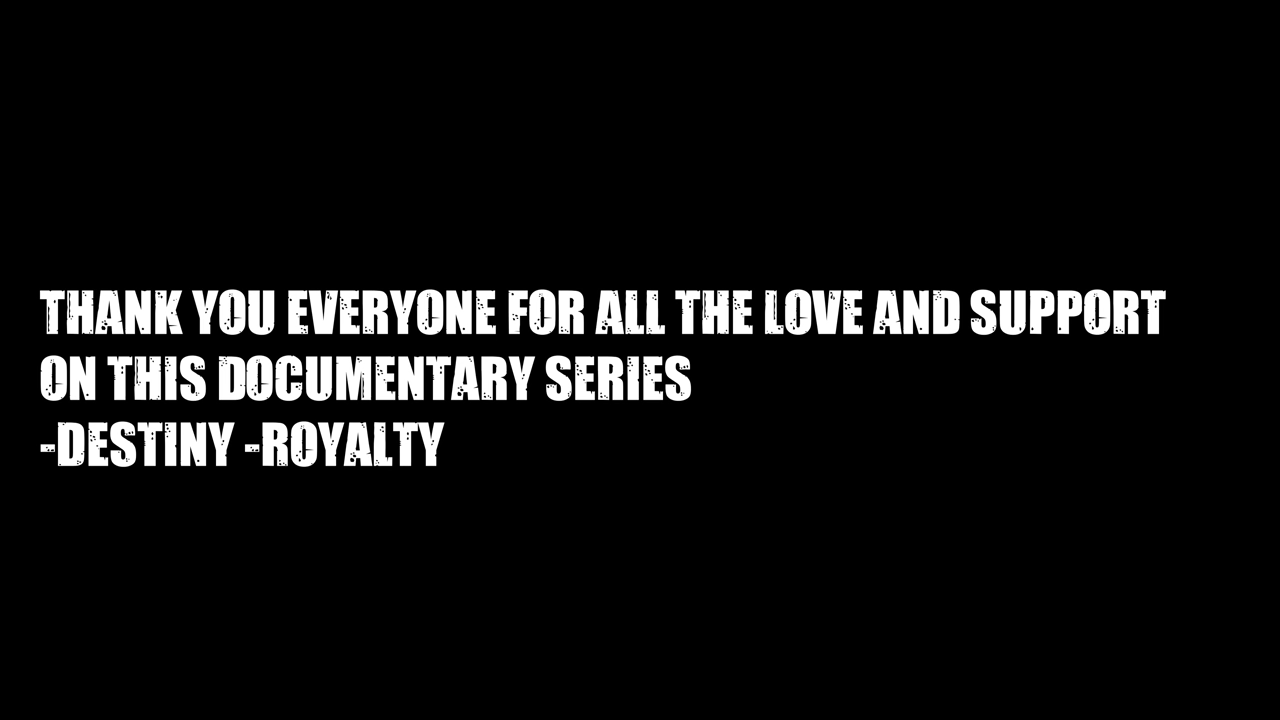 THANK YOU EVERYONE FOR ALL THE LOVE AND SUPPORT
ON THIS DOCUMENTARY SERIES
-DESTINY -ROYALTY